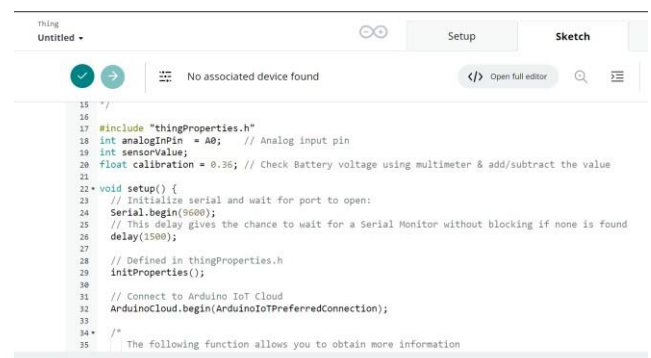 Thing
Untitled
Setup
Sketch
No associated device found
</> Open full editor
15 */
16
17 #include "thingProperties.h"
18 int analogInPin = A0; // Analog input pin
19 int sensorValue;
20 float calibration = 0.36; // Check Battery voltage using multimeter & add/subtract the value
21
22 void setup() {
23 // Initialize serial and wait for port to open:
24 Serial.begin(9600);
25 // This delay gives the chance to wait for a Serial Monitor without blocking if none is found
26 delay(1500);
27
28 // Defined in thingProperties.h
29 initProperties();
30
31 // Connect to Arduino IoT Cloud
32 ArduinoCloud.begin(ArduinoIoTPreferredConnection);
33
34 /*
35 The following function allows you to obtain more information